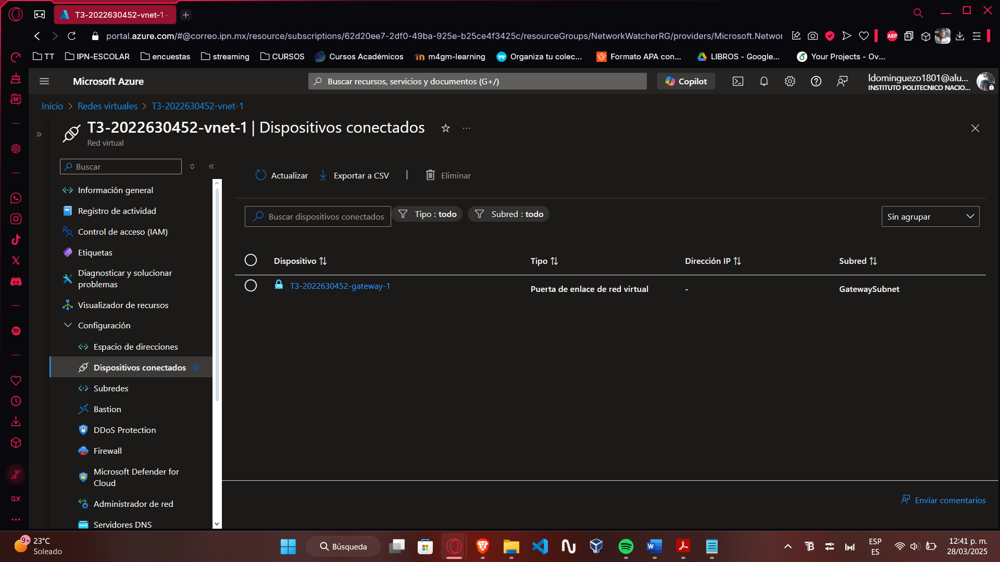 T3-2022630452-vnet-1 -
portal.azure.com/#@correo.ipn.mx/resource/subscriptions/62d20ee7-2df0-49ba-925e-b25ce4f3425c/resourceGroups/NetworkWatcherRG/providers/Microsoft.Networ
ABP
TT
IPN-ESCOLAR
encuestas
streaming
CURSOS
Cursos Académicos
m4gm-learning
Organiza tu colec...
Formato APA con...
LIBROS - Google...
Your Projects - Ov...
Microsoft Azure
Buscar recursos, servicios y documentos (G+/)
Copilot
ldominguezo1801@alu...
INSTITUTO POLITECNICO NACIO...
Inicio > Redes virtuales > T3-2022630452-vnet-1
T3-2022630452-vnet-1 | Dispositivos conectados
Red virtual
Buscar
Información general
Registro de actividad
Control de acceso (IAM)
Etiquetas
Diagnosticar y solucionar
problemas
Visualizador de recursos
Configuración
Espacio de direcciones
Dispositivos conectados
Subredes
Bastion
DDoS Protection
Firewall
Microsoft Defender for
Cloud
Administrador de red
Servidores DNS
Actualizar
Exportar a CSV
Eliminar
Buscar dispositivos conectados
Tipo : todo
Subred : todo
Sin agrupar
Dispositivo
Tipo
Dirección IP
Subred
T3-2022630452-gateway-1
Puerta de enlace de red virtual
-
GatewaySubnet
Enviar comentarios
GX
9+
23°C
Soleado
Búsqueda
ESP
ES
12:41 p. m.
28/03/2025